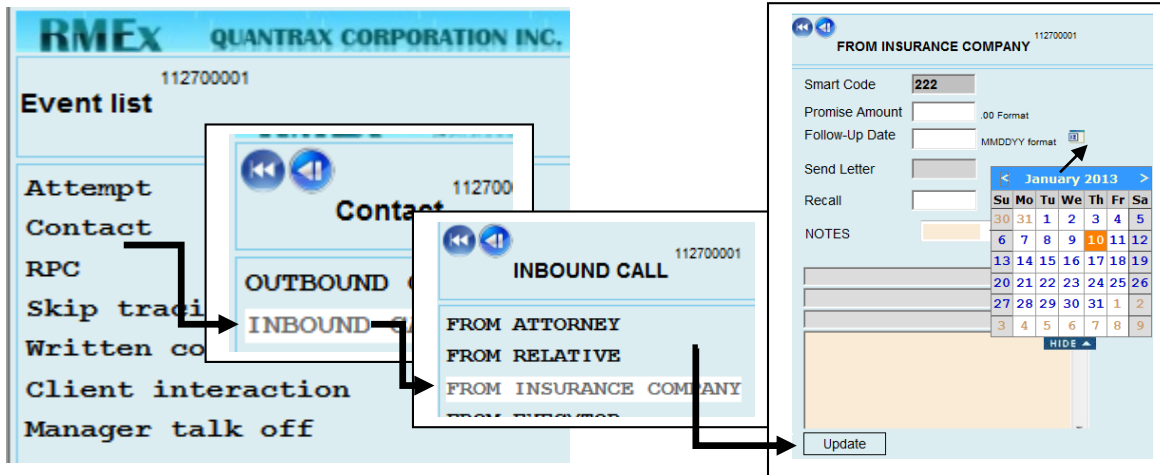 RMEx QUANTRAX CORPORATION INC.
112700001
Event list
Attempt
Contact
RPC
Skip traci
Written co
Client interaction
Manager talk off
112700
Contact
OUTBOUND
INBOUND
112700001
INBOUND CALL
FROM ATTORNEY
FROM RELATIVE
FROM INSURANCE COMPANY
112700001
FROM INSURANCE COMPANY
Smart Code 222
Promise Amount .00 Format
Follow-Up Date MMDDYY format
Send Letter
Recall
NOTES
< January 2013 >
Su Mo Tu We Th Fr Sa
30 31 1 2 3 4 5
6 7 8 9 10 11 12
13 14 15 16 17 18 19
20 21 22 23 24 25 26
27 28 29 30 31 1 2
3 4 5 6 7 8 9
HIDE
Update